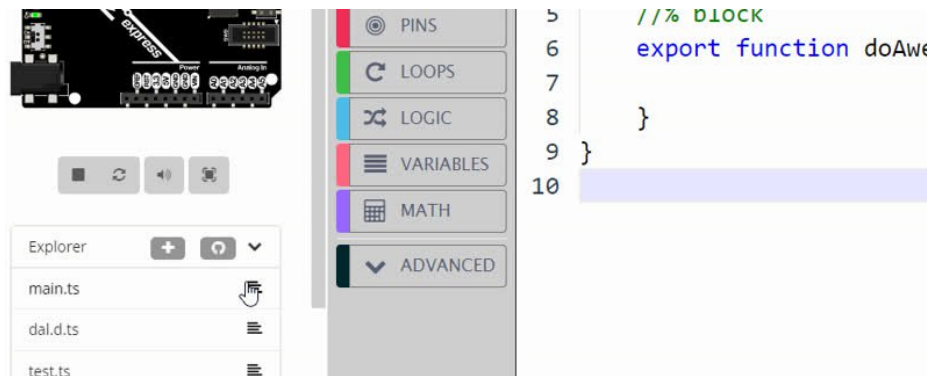 express
Power
Analog In
PINS
LOOPS
LOGIC
VARIABLES
MATH
ADVANCED
Explorer
main.ts
dal.d.ts
test.ts
5 //% block
6 export function doAwe
7
8 }
9 }
10